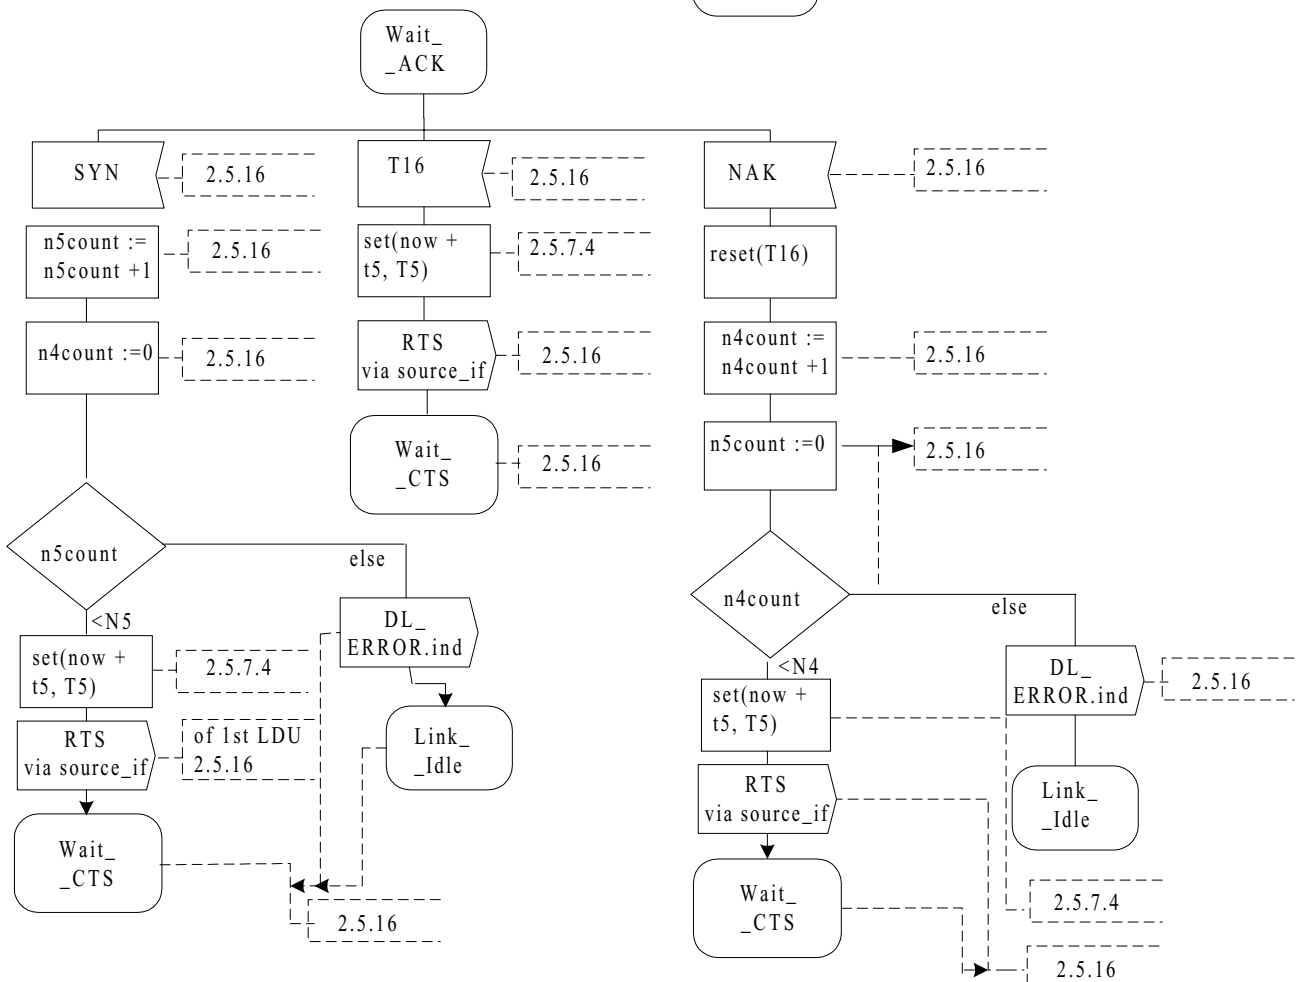 Wait_
_ACK
SYN
2.5.16
n5count :=
n5count +1
2.5.16
n4count :=0
2.5.16
n5count
else
<N5
set(now +
t5, T5)
2.5.7.4
RTS
via source_if
of 1st LDU
2.5.16
Wait_
_CTS
DL_
ERROR.ind
Link_
_Idle
2.5.16
T16
2.5.16
set(now +
t5, T5)
2.5.7.4
RTS
via source_if
2.5.16
Wait_
_CTS
2.5.16
NAK
2.5.16
reset(T16)
n4count :=
n4count +1
2.5.16
n5count :=0
2.5.16
n4count
else
<N4
set(now +
t5, T5)
RTS
via source_if
Wait_
_CTS
DL_
ERROR.ind
2.5.16
Link_
_Idle
2.5.7.4
2.5.16